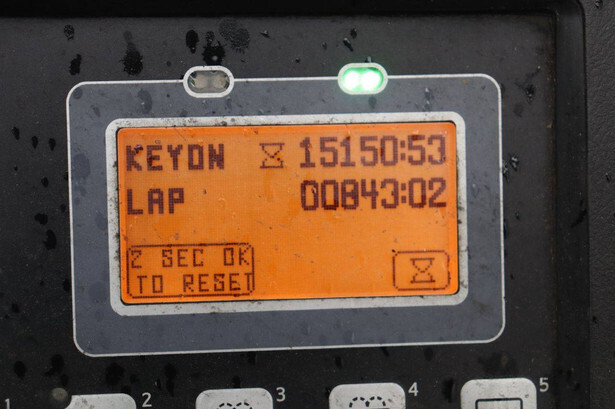 KEYON 15150:53
LAP 00843:02
2 SEC OK
TO RESET
1 2 3 4 5